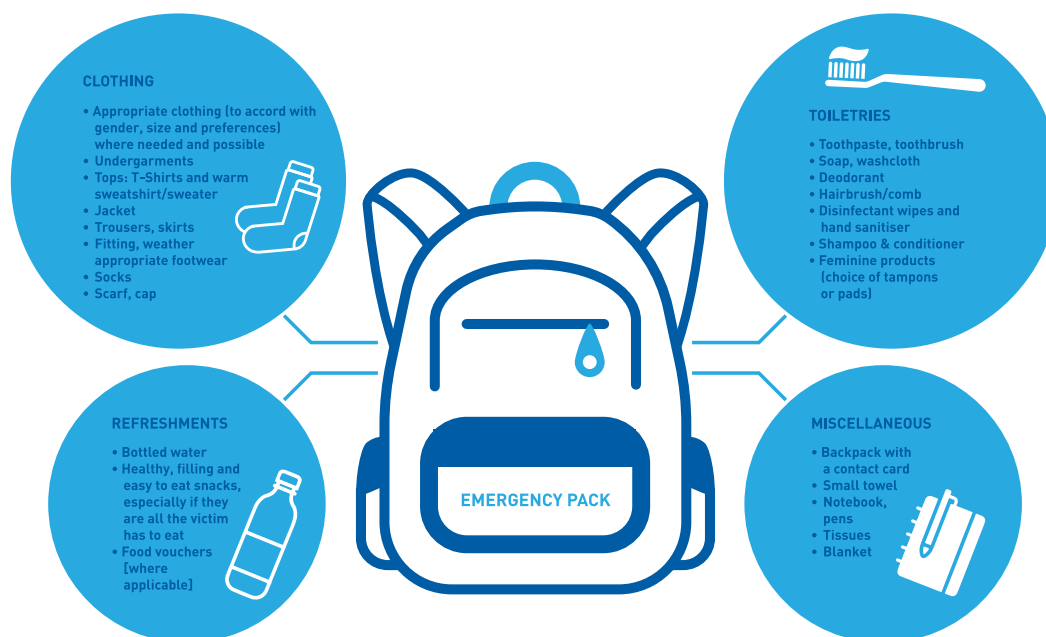 CLOTHING
• Appropriate clothing (to accord with
gender, size and preferences)
where needed and possible
• Undergarments
• Tops: T-Shirts and warm
sweatshirt/sweater
• Jacket
• Trousers, skirts
• Fitting, weather
appropriate footwear
• Socks
• Scarf, cap
TOILETRIES
• Toothpaste, toothbrush
• Soap, washcloth
• Deodorant
• Hairbrush/comb
• Disinfectant wipes and
hand sanitiser
• Shampoo & conditioner
• Feminine products
(choice of tampons
or pads)
REFRESHMENTS
• Bottled water
• Healthy, filling and
easy to eat snacks,
especially if they
are all the victim
has to eat
• Food vouchers
[where
applicable]
EMERGENCY PACK
MISCELLANEOUS
• Backpack with
a contact card
• Small towel
• Notebook,
pens
• Tissues
• Blanket